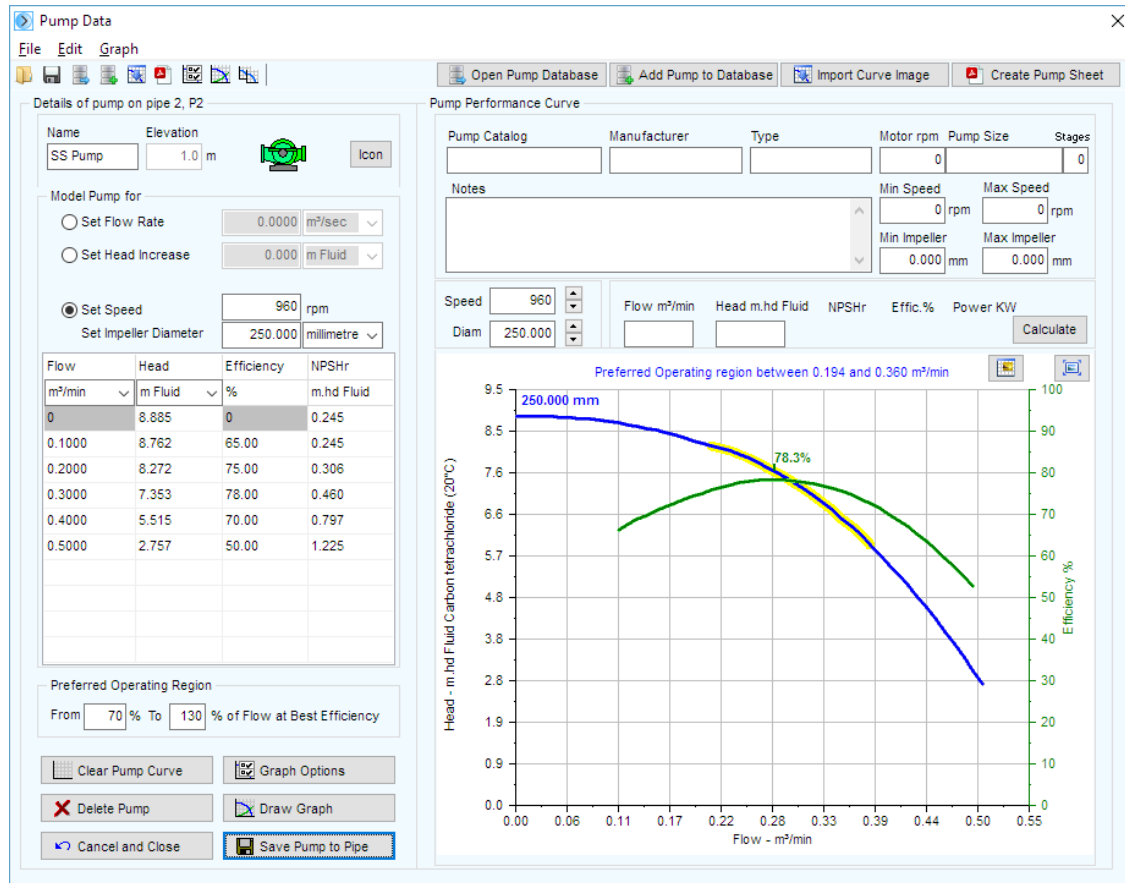 Pump Data
File Edit Graph
Open Pump Database Add Pump to Database Import Curve Image Create Pump Sheet
Details of pump on pipe 2, P2
Name Elevation
SS Pump 1.0 m Icon
Model Pump for
Set Flow Rate 0.0000 m³/sec
Set Head Increase 0.000 m Fluid
Set Speed 960 rpm
Set Impeller Diameter 250.000 millimetre
Flow Head Efficiency NPSHr
m³/min m Fluid % m.hd Fluid
0 8.885 0 0.245
0.1000 8.762 65.00 0.245
0.2000 8.272 75.00 0.306
0.3000 7.353 78.00 0.460
0.4000 5.515 70.00 0.797
0.5000 2.757 50.00 1.225
Preferred Operating Region
From 70 % To 130 % of Flow at Best Efficiency
Clear Pump Curve Graph Options
Delete Pump Draw Graph
Cancel and Close Save Pump to Pipe
Pump Performance Curve
Pump Catalog Manufacturer Type Motor rpm Pump Size Stages
0 0
Notes Min Speed Max Speed
0 rpm 0 rpm
Min Impeller Max Impeller
0.000 mm 0.000 mm
Speed 960 Flow m³/min Head m.hd Fluid NPSHr Effic.% Power KW
Diam 250.000 Calculate
Preferred Operating region between 0.194 and 0.360 m³/min
250.000 mm
78.3%
Head - m.hd Fluid Carbon tetrachloride (20°C)
9.5
8.5
7.6
6.6
5.7
4.8
3.8
2.8
1.9
0.9
0.0
100
90
80
70
60
50
40
30
20
10
0
Efficiency %
0.00 0.06 0.11 0.17 0.22 0.28 0.33 0.39 0.44 0.50 0.55
Flow - m³/min